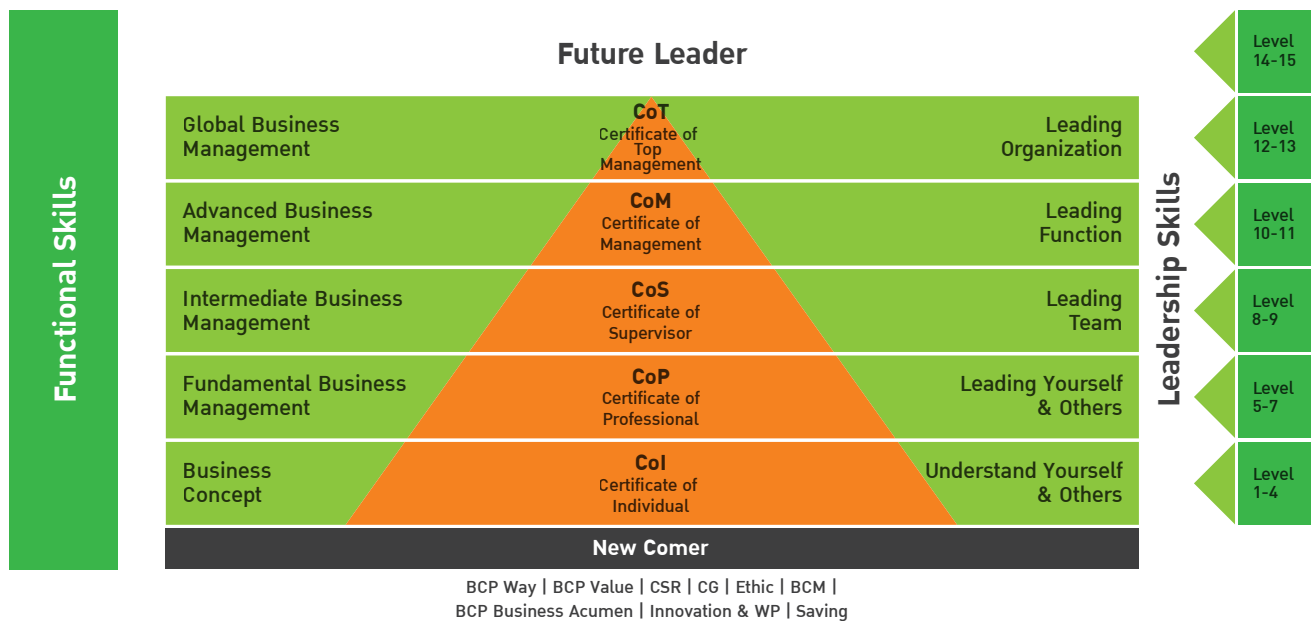 Functional Skills
Future Leader
Level
14-15
Global Business
Management
CoT
Certificate of
Top
Management
Leading
Organization
Level
12-13
Advanced Business
Management
CoM
Certificate of
Management
Leading
Function
Level
10-11
Leadership Skills
Intermediate Business
Management
CoS
Certificate of
Supervisor
Leading
Team
Level
8-9
Fundamental Business
Management
CoP
Certificate of
Professional
Leading Yourself
& Others
Level
5-7
Business
Concept
CoI
Certificate of
Individual
Understand Yourself
& Others
Level
1-4
New Comer
BCP Way | BCP Value | CSR | CG | Ethic | BCM |
BCP Business Acumen | Innovation & WP | Saving